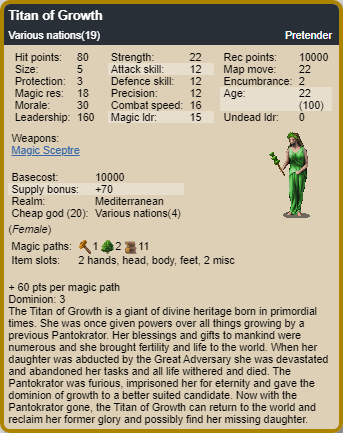 Titan of Growth
Various nations(19) Pretender
Hit points: 80 Strength: 22 Rec points: 10000
Size: 5 Attack skill: 12 Map move: 22
Protection: 3 Defence skill: 12 Encumbrance: 2
Magic res: 18 Precision: 12 Age: 22
Morale: 30 Combat speed: 16 (100)
Leadership: 160 Magic ldr: 15 Undead ldr: 0
Weapons:
Magic Sceptre
Basecost: 10000
Supply bonus: +70
Realm: Mediterranean
Cheap god (20): Various nations(4)
(Female)
Magic paths: 1 2 11
Item slots: 2 hands, head, body, feet, 2 misc
+ 60 pts per magic path
Dominion: 3
The Titan of Growth is a giant of divine heritage born in primordial
times. She was once given powers over all things growing by a
previous Pantokrator. Her blessings and gifts to mankind were
numerous and she brought fertility and life to the world. When her
daughter was abducted by the Great Adversary she was devastated
and abandoned her tasks and all life withered and died. The
Pantokrator was furious, imprisoned her for eternity and gave the
dominion of growth to a better suited candidate. Now with the
Pantokrator gone, the Titan of Growth can return to the world and
reclaim her former glory and possibly find her missing daughter.